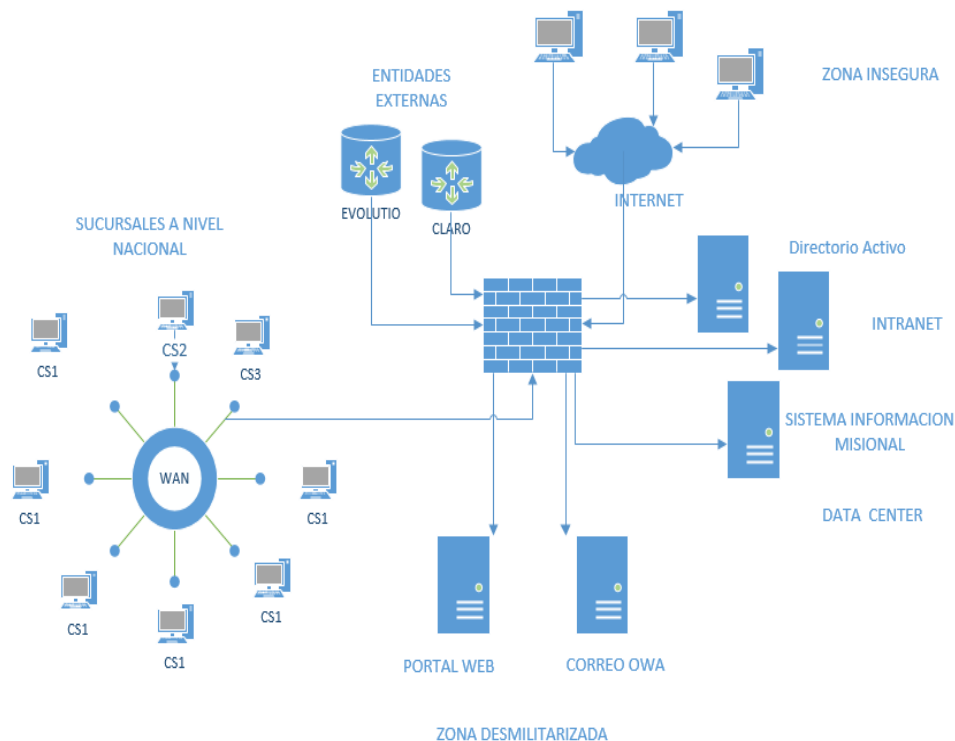 ENTIDADES
EXTERNAS
ZONA INSEGURA
EVOLUTIO
CLARO
INTERNET
SUCURSALES A NIVEL
NACIONAL
Directorio Activo
INTRANET
CS1
CS2
CS3
SISTEMA INFORMACION
MISIONAL
WAN
CS1
CS1
DATA CENTER
CS1
CS1
CS1
PORTAL WEB
CORREO OWA
ZONA DESMILITARIZADA